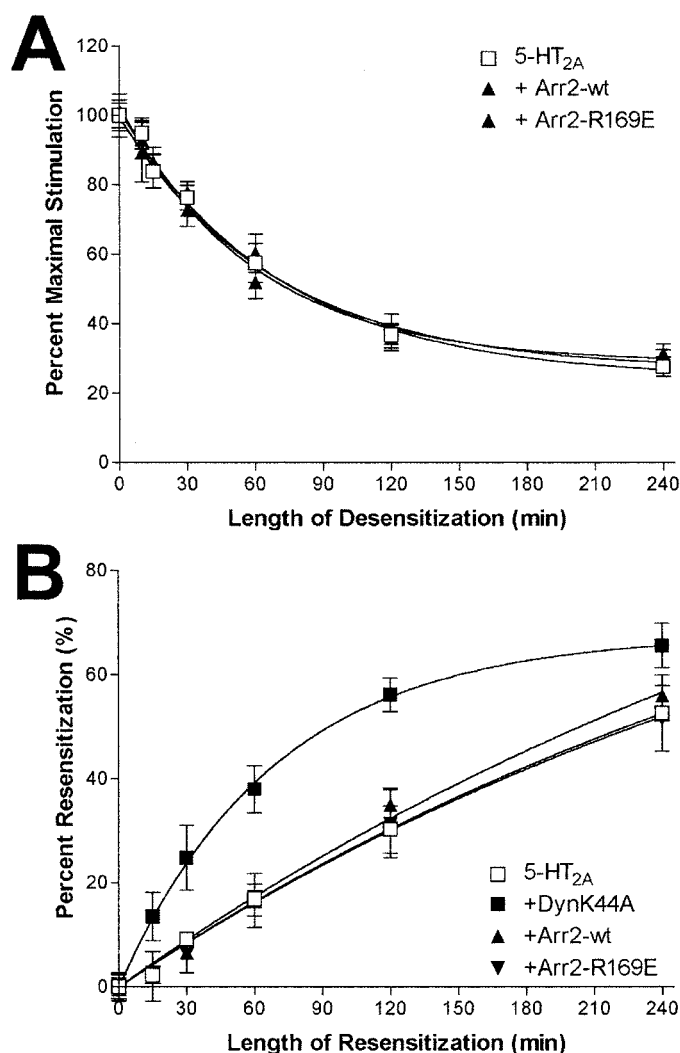 A
120
100
80
60
40
20
0
Percent Maximal Stimulation
5-HT2A
+ Arr2-wt
+ Arr2-R169E
0 30 60 90 120 150 180 210 240
Length of Desensitization (min)
B
80
60
40
20
0
Percent Resensitization (%)
5-HT2A
+DynK44A
+Arr2-wt
+Arr2-R169E
0 30 60 90 120 150 180 210 240
Length of Resensitization (min)